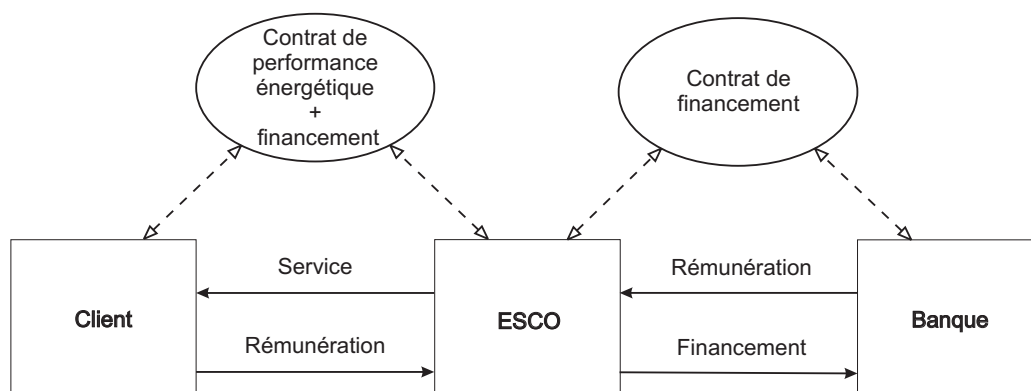 Contrat de
performance
énergétique
+
financement
Contrat de
financement
Client
Service
Rémunération
ESCO
Rémunération
Financement
Banque